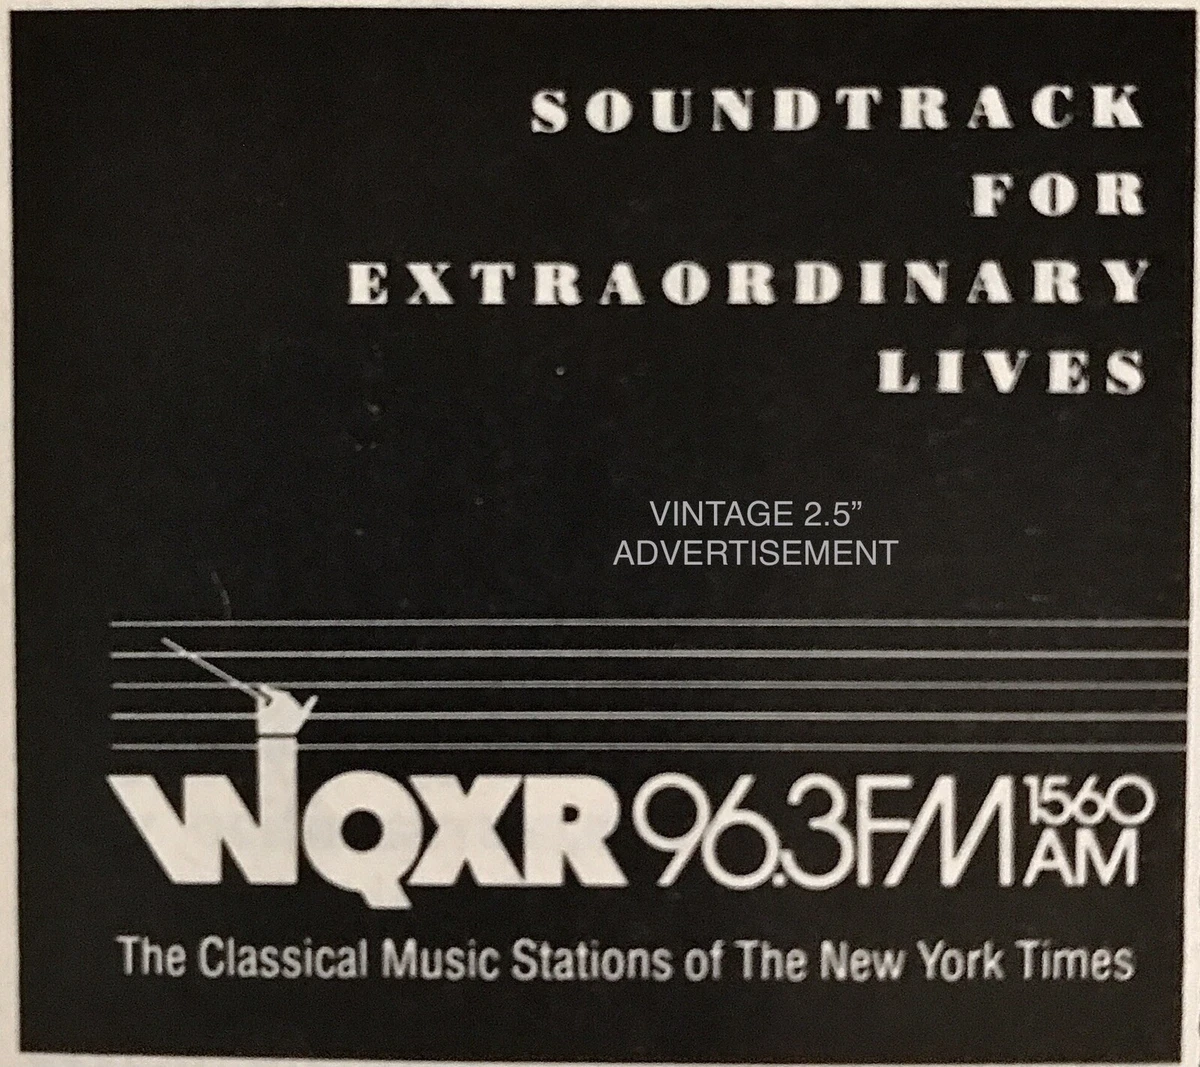 SOUNDTRACK
FOR
EXTRAORDINARY
LIVES
VINTAGE 2.5”
ADVERTISEMENT
WQXR 96.3FM 1560 AM
The Classical Music Stations of The New York Times